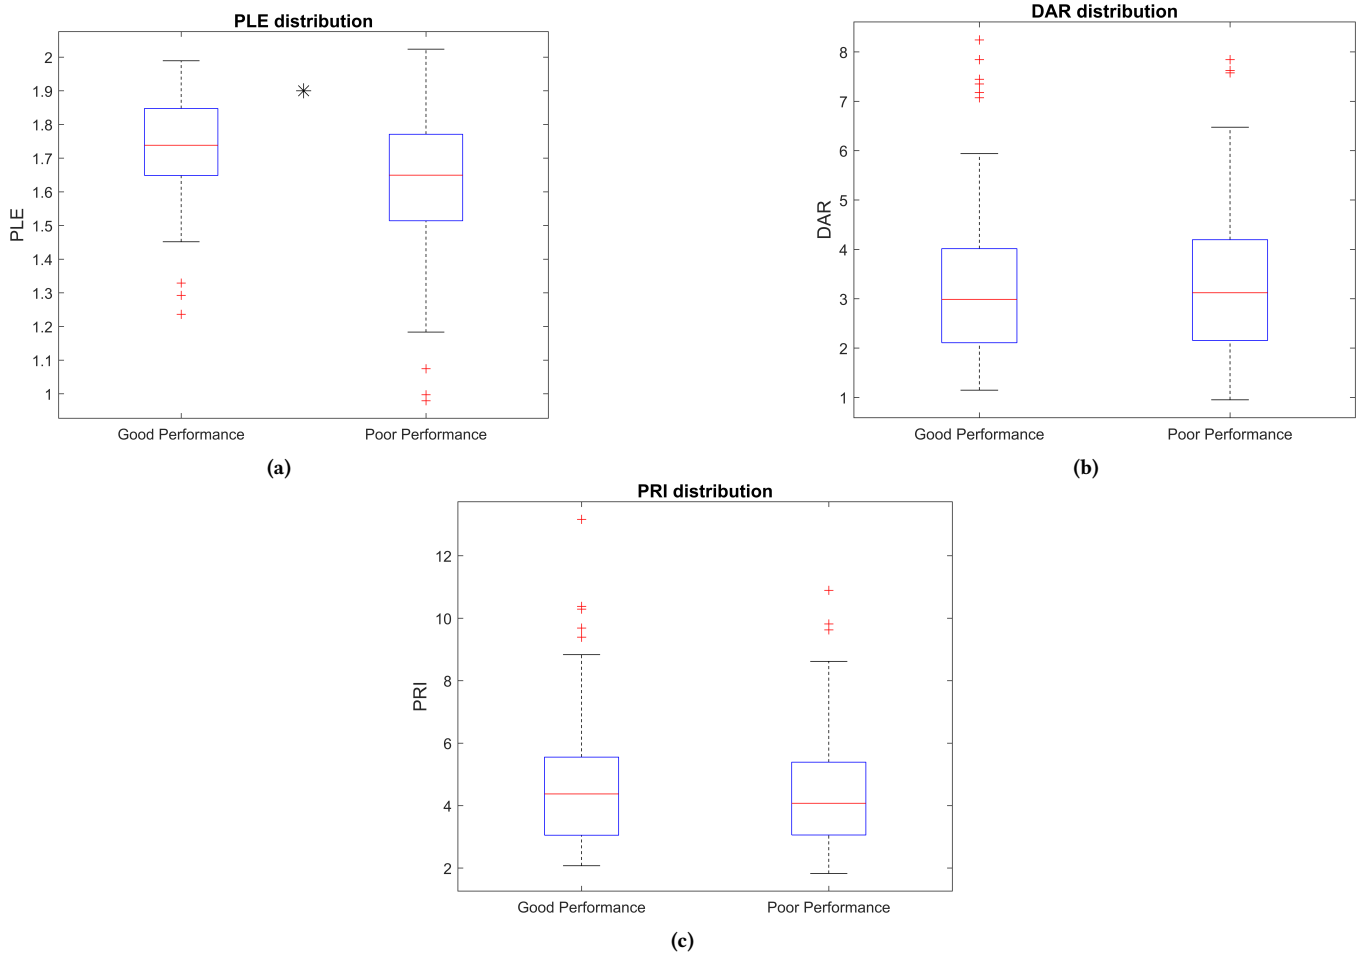 PLE distribution
2
1.9
1.8
1.7
1.6
1.5
1.4
1.3
1.2
1.1
1
PLE
Good Performance
Poor Performance
(a)
DAR distribution
8
7
6
5
4
3
2
1
DAR
Good Performance
Poor Performance
(b)
PRI distribution
12
10
8
6
4
2
PRI
Good Performance
Poor Performance
(c)